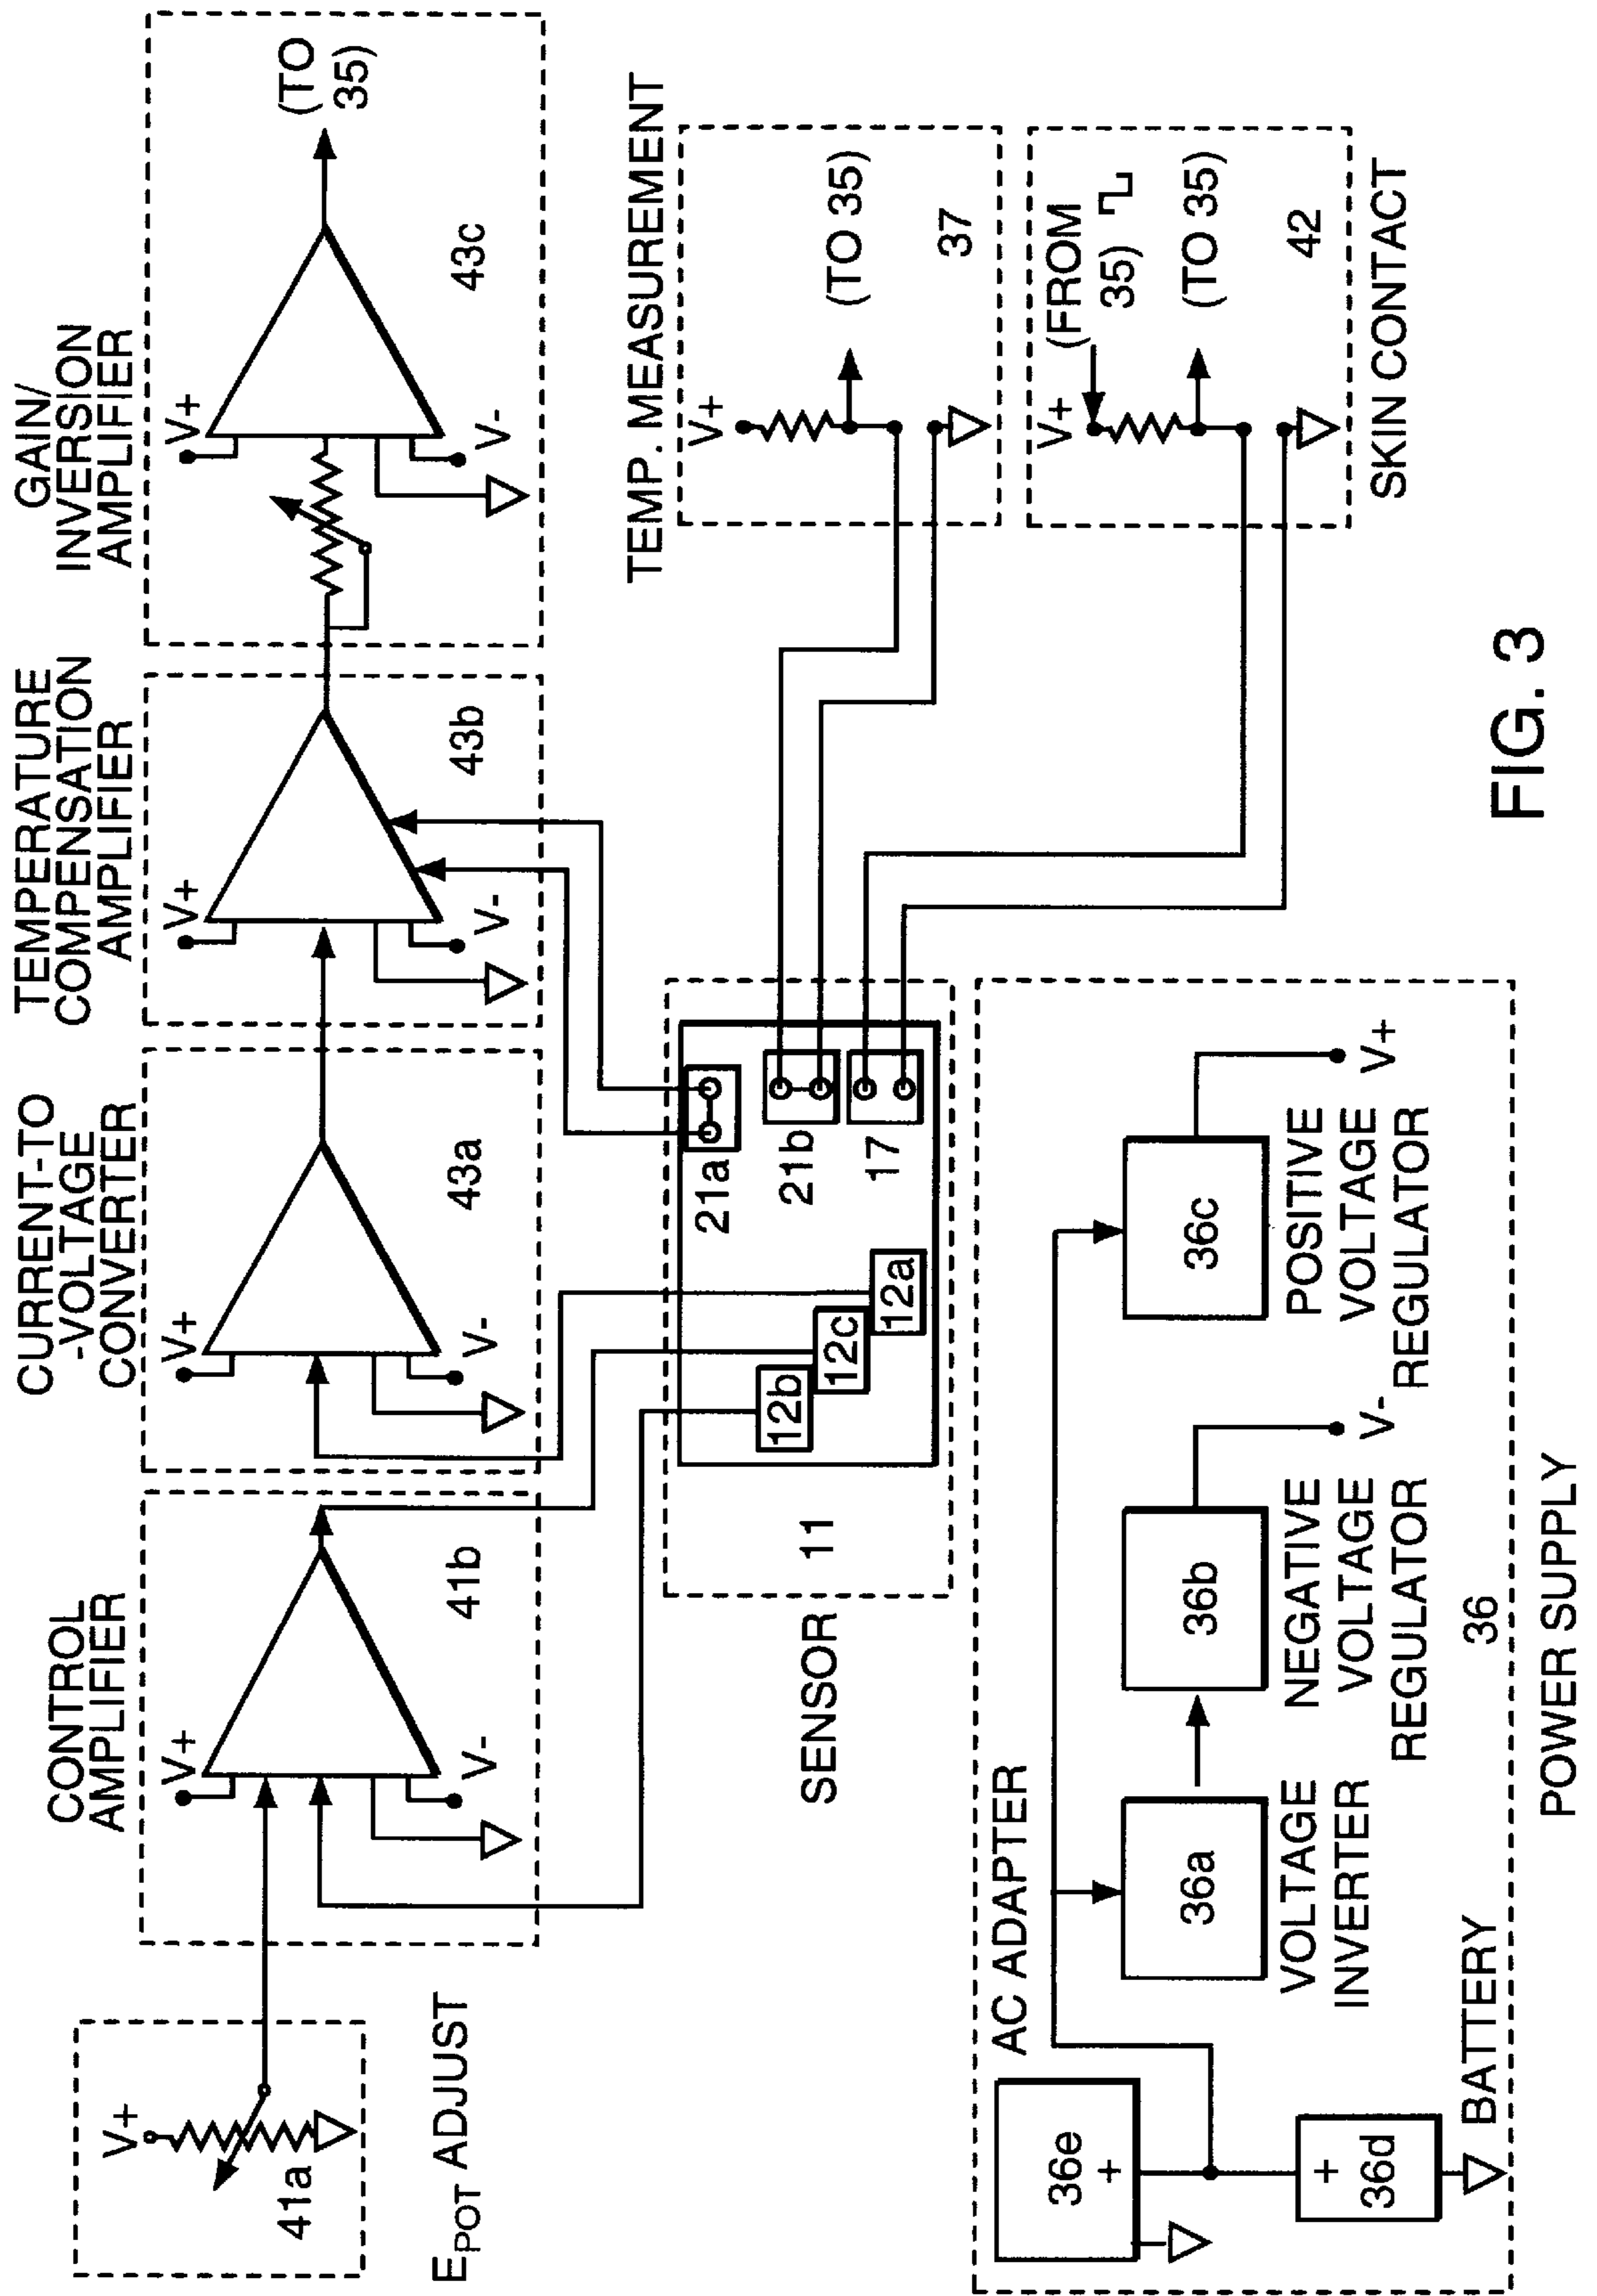 CONTROL
AMPLIFIER
CURRENT-TO
-VOLTAGE
CONVERTER
TEMPERATURE
COMPENSATION
AMPLIFIER
GAIN/
INVERSION
AMPLIFIER
V+
41a
E_POT ADJUST
V+
V-
41b
V+
V-
43a
V+
V-
43b
V+
V-
43c
(TO
35)
SENSOR
11
12b
12c
12a
21a
21b
17
TEMP. MEASUREMENT
V+
(TO 35)
37
V+
(FROM
35)
(TO 35)
42
SKIN CONTACT
AC ADAPTER
36e
+
+
36d
BATTERY
36a
VOLTAGE
INVERTER
36b
NEGATIVE
VOLTAGE
REGULATOR
V-
36c
POSITIVE
VOLTAGE
REGULATOR
V+
36
POWER SUPPLY
FIG. 3